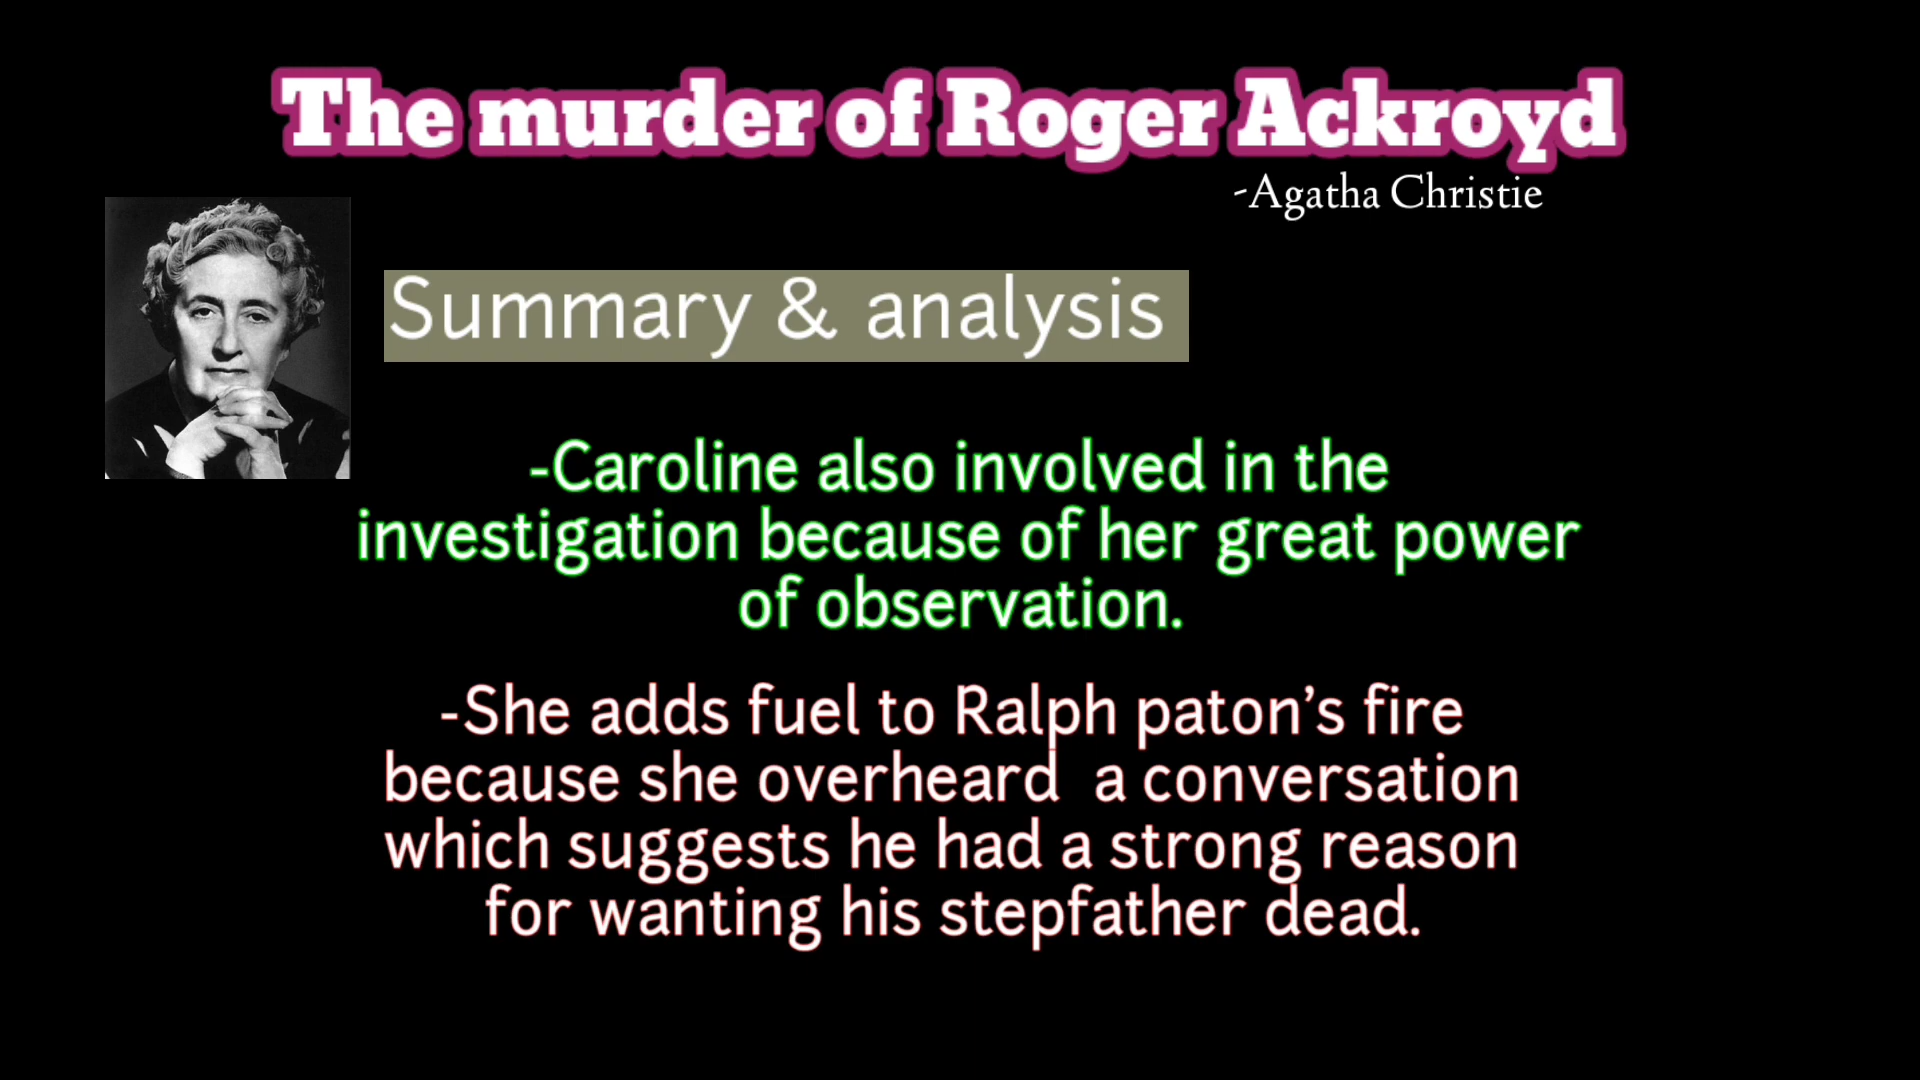 The murder of Roger Ackroyd
-Agatha Christie
Summary & analysis
-Caroline also involved in the
investigation because of her great power
of observation.
-She adds fuel to Ralph paton’s fire
because she overheard  a conversation
which suggests he had a strong reason
for wanting his stepfather dead.